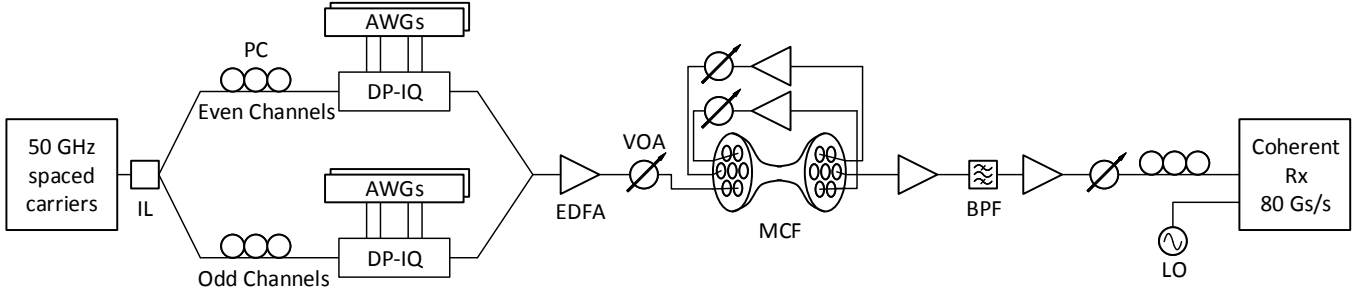 AWGs
PC
DP-IQ
Even Channels
50 GHz
spaced
carriers
IL
AWGs
DP-IQ
Odd Channels
EDFA
VOA
MCF
BPF
LO
Coherent
Rx
80 Gs/s